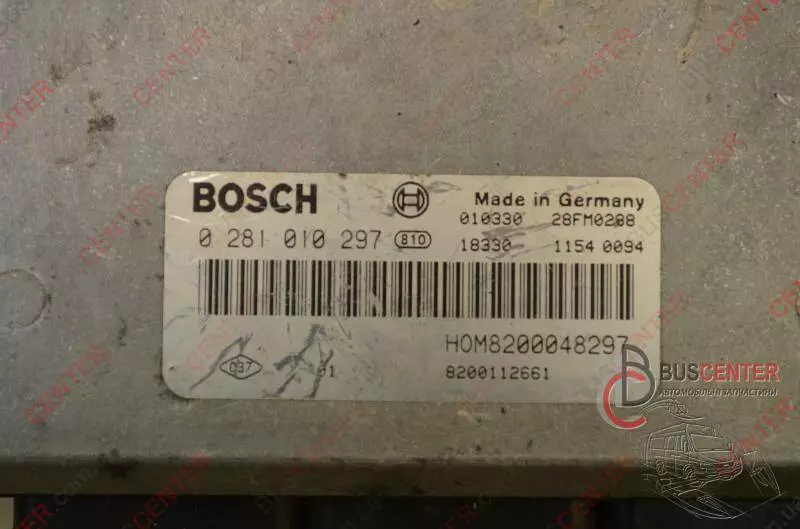 BOSCH
Made in Germany
010330 28FM0288
0 281 010 297 810
18330 1154 0094
HOM8200048297
037
8200112661
BUSCENTER
АВТОМОБІЛЬНІ ЗАПЧАСТИНИ